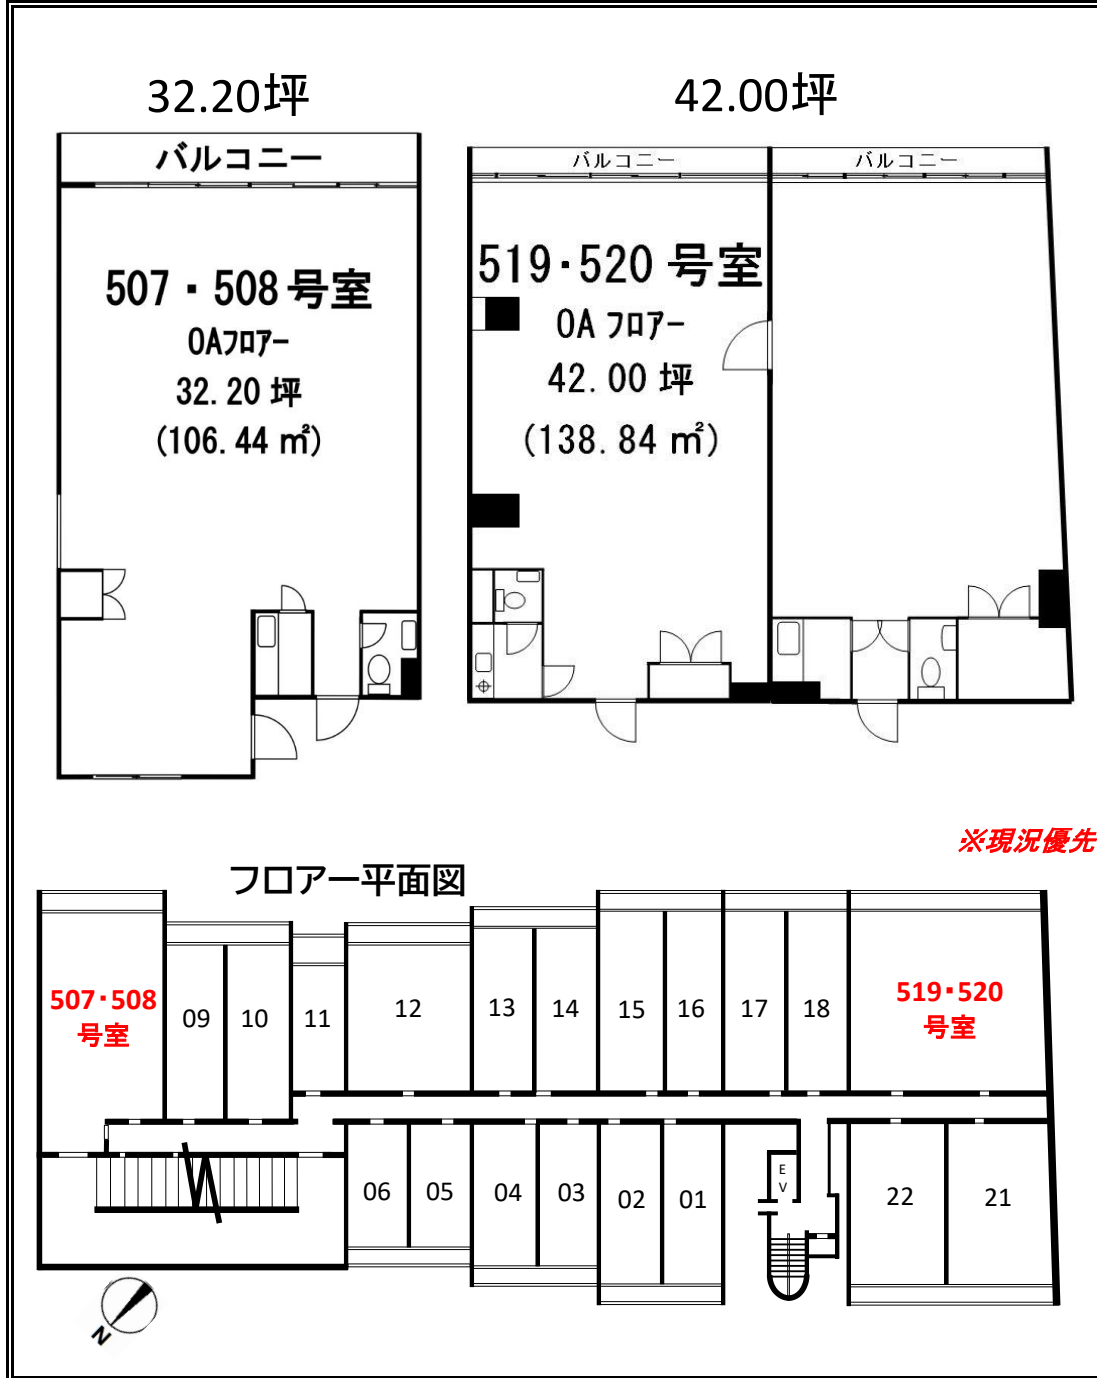 32.20坪
42.00坪
バルコニー
バルコニー
バルコニー
507・508号室
OAフロアー
32.20 坪
(106.44 ㎡)
519・520 号室
OA フロアー
42.00 坪
(138.84 ㎡)
※現況優先
フロアー平面図
507・508
号室
09
10
11
12
13
14
15
16
17
18
519・520
号室
06
05
04
03
02
01
E
V
22
21
N